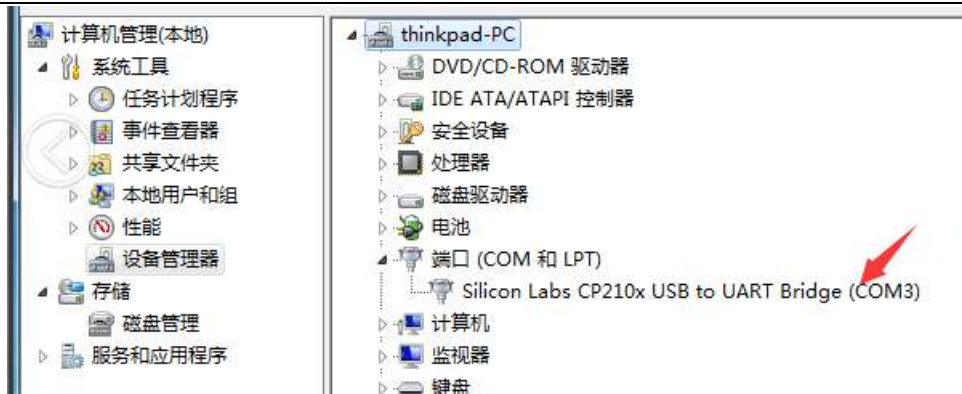 计算机管理(本地)
系统工具
任务计划程序
事件查看器
共享文件夹
本地用户和组
性能
设备管理器
存储
磁盘管理
服务和应用程序
thinkpad-PC
DVD/CD-ROM 驱动器
IDE ATA/ATAPI 控制器
安全设备
处理器
磁盘驱动器
电池
端口 (COM 和 LPT)
Silicon Labs CP210x USB to UART Bridge (COM3)
计算机
监视器
键盘